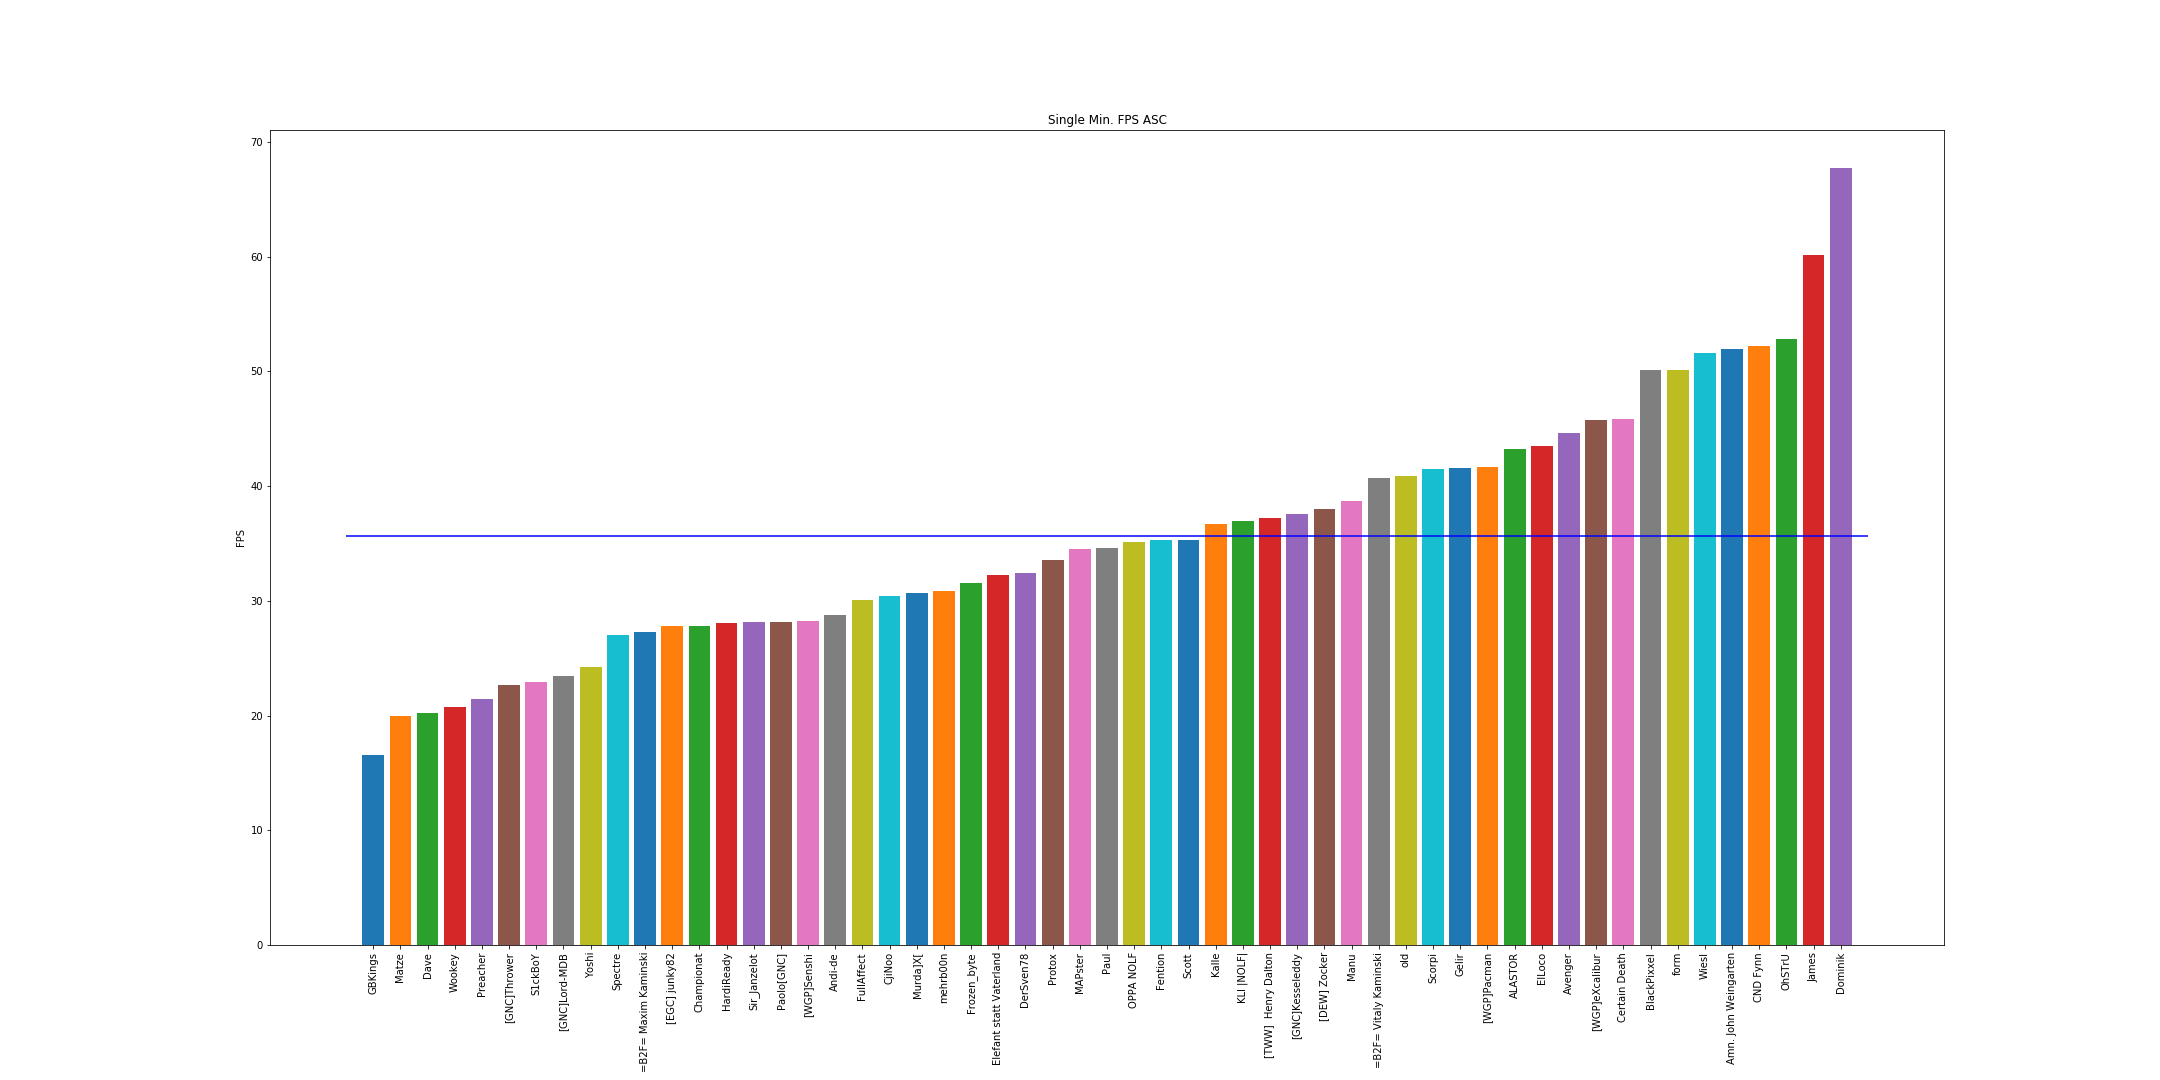 Single Min. FPS ASC
70
60
50
40
30
20
10
0
FPS
GBKings
Matze
Dave
Wookey
Preacher
[GNC]Thrower
S1ckBoY
[GNC]Lord-MDB
Yoshi
Spectre
=B2F= Maxim Kaminski
[EGC] junky82
Championat
HardiReady
Sir_Janzelot
Paolo[GNC]
[WGP]Senshi
Andi-de
FullAffect
CjiNoo
Murda]X[
mehrb00n
Frozen_byte
Elefant statt Vaterland
DerSven78
Protox
MAPster
Paul
OPPA NOLF
Fention
Scott
Kalle
KLI |NOLF|
[TWW]  Henry Dalton
[GNC]Kesseleddy
[DEW] Zocker
Manu
=B2F= Vitaly Kaminski
old
Scorpi
Gelir
[WGP]Pacman
ALASTOR
ElLoco
Avenger
[WGP]eXcalibur
Certain Death
BlackPixxel
form
Wiesl
Amn. John Weingarten
CND Fynn
OhSTrU
James
Dominik